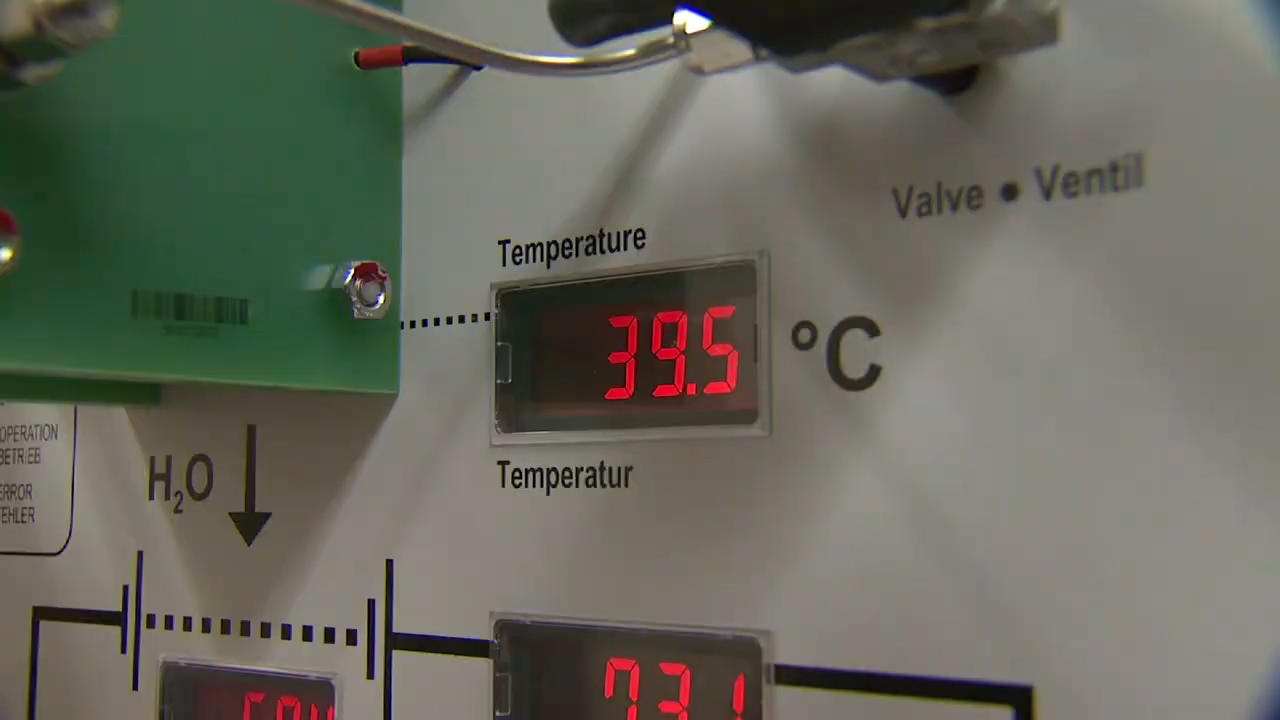 Valve • Ventil
Temperature
39.5 °C
Temperatur
OPERATION
BETRIEB
ERROR
FEHLER
H₂O